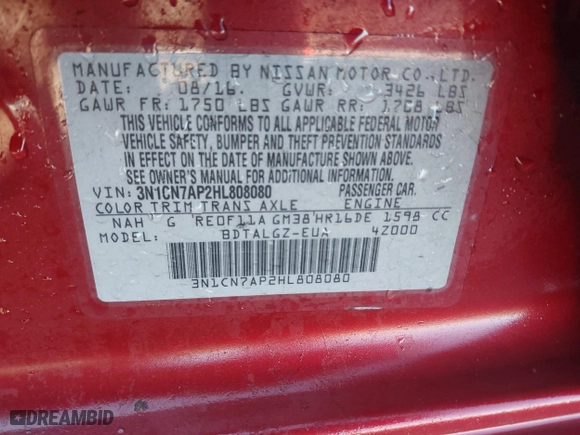 MANUFACTURED BY NISSAN MOTOR CO., LTD.
DATE: 08/16. GVWR: 3426 LBS
GAWR FR: 1750 LBS GAWR RR: 1708 LBS
THIS VEHICLE CONFORMS TO ALL APPLICABLE FEDERAL MOTOR
VEHICLE SAFETY, BUMPER AND THEFT PREVENTION STANDARDS
IN EFFECT ON THE DATE OF MANUFACTURE SHOWN ABOVE.
SEE OWNER'S MANUAL FOR ADDITIONAL INFORMATION.
VIN: 3N1CN7AP2HL808080 PASSENGER CAR.
COLOR TRIM TRANS AXLE ENGINE
NAH G RE0F11A GM38 HR16DE 1598 CC
MODEL: BDTALGZ-EUA 4Z000
3N1CN7AP2HL808080
DREAMBID